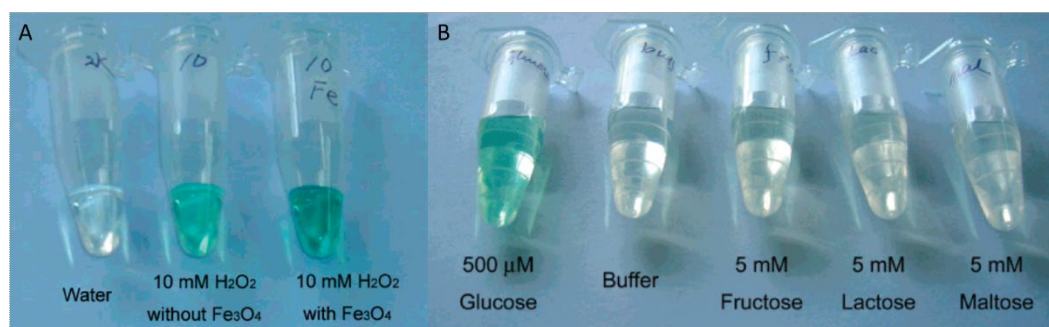 A
10
10
Fe
Water
10 mM H₂O₂
without Fe₃O₄
10 mM H₂O₂
with Fe₃O₄
B
500 μM
Glucose
Buffer
5 mM
Fructose
5 mM
Lactose
5 mM
Maltose